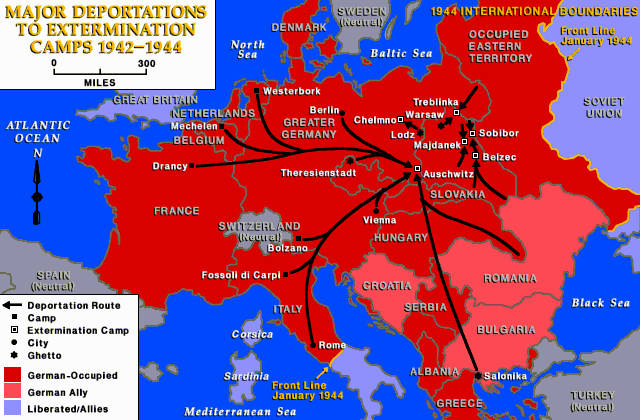 MAJOR DEPORTATIONS
TO EXTERMINATION
CAMPS 1942–1944
0 300
MILES
1944 INTERNATIONAL BOUNDARIES
Front Line
January 1944
SWEDEN
(Neutral)
DENMARK
North
Sea
Baltic Sea
OCCUPIED
EASTERN
TERRITORY
SOVIET
UNION
GREAT BRITAIN
Westerbork
NETHERLANDS
Berlin
Treblinka
Warsaw
Chelmno
GREATER
GERMANY
Lodz
Sobibor
Majdanek
Belzec
Mechelen
BELGIUM
ATLANTIC
OCEAN
N
Drancy
Theresienstadt
Auschwitz
SLOVAKIA
FRANCE
Vienna
SWITZERLAND
(Neutral)
HUNGARY
Bolzano
Fossoli di Carpi
SPAIN
(Neutral)
ROMANIA
CROATIA
SERBIA
ITALY
Black Sea
BULGARIA
Corsica
Rome
Sardinia
ALBANIA
Salonika
Front Line
January 1944
GREECE
TURKEY
(Neutral)
Mediterranean Sea
Deportation Route
Camp
Extermination Camp
City
Ghetto
German-Occupied
German Ally
Liberated/Allies